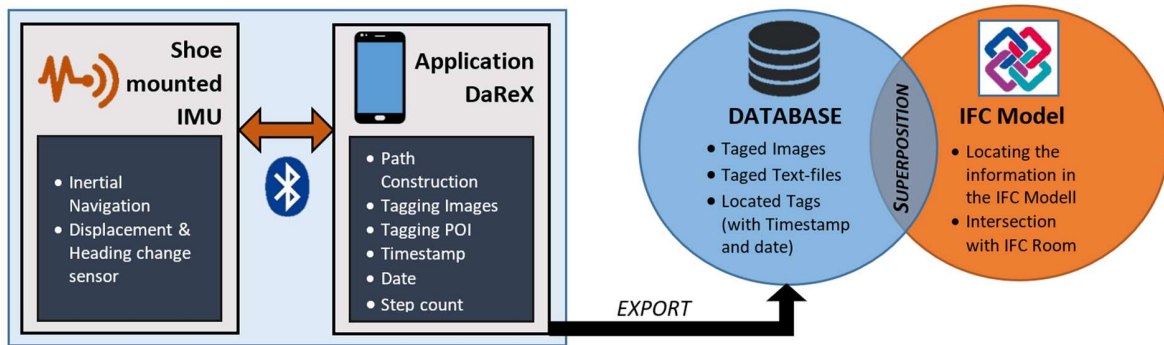 Shoe
mounted
IMU
• Inertial
Navigation
• Displacement &
Heading change
sensor
Application
DaReX
• Path
Construction
• Tagging Images
• Tagging POI
• Timestamp
• Date
• Step count
EXPORT
DATABASE
• Taged Images
• Taged Text-files
• Located Tags
(with Timestamp
and date)
SUPERPOSITION
IFC Model
• Locating the
information in
the IFC Modell
• Intersection
with IFC Room